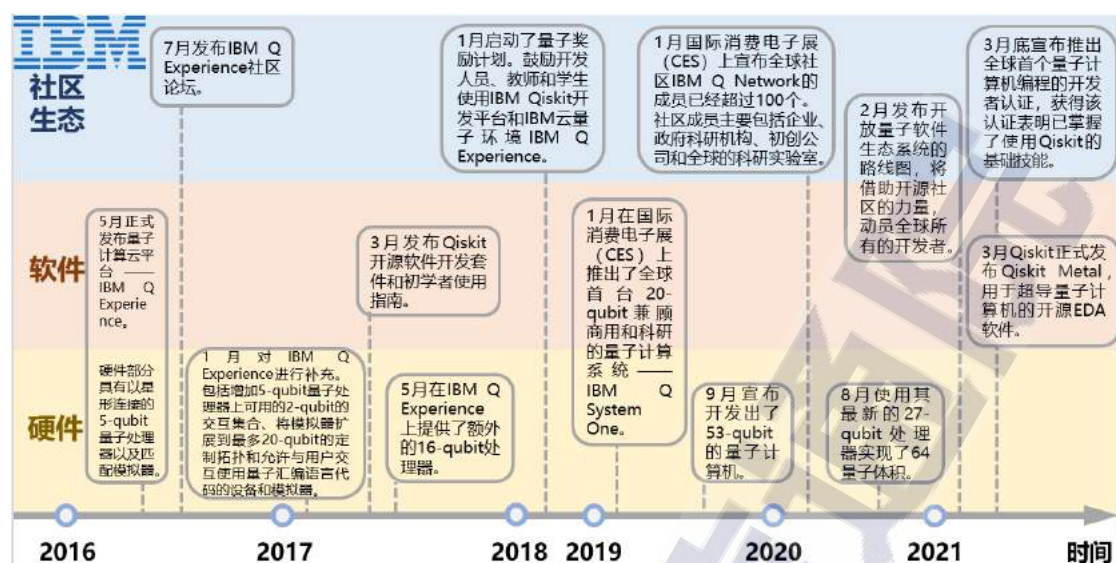 IBM
社区
生态
7月发布IBM Q
Experience社区
论坛。
1月启动了量子奖
励计划。鼓励开发
人员、教师和学生
使用IBM Qiskit开
发平台和IBM云量
子环境IBM Q
Experience。
1月国际消费电子展
（CES）上宣布全球社
区IBM Q Network的
成员已经超过100个。
社区成员主要包括企业、
政府科研机构、初创公
司和全球的科研实验室。
2月发布开
放量子软件
生态系统的
路线图，将
借助开源社
区的力量，
动员全球所
有的开发者。
3月底宣布推出
全球首个量子计
算机编程的开发
者认证，获得该
认证表明已掌握
了使用Qiskit的
基础技能。
软件
5月正式
发布量子
计算云平
台——
IBM Q
Experie
nce。
3月发布Qiskit
开源软件开发套
件和初学者使用
指南。
1月在国际
消费电子展
（CES）上
推出了全球
首台20-
qubit兼顾
商用和科研
的量子计算
系统——
IBM Q
System
One。
3月Qiskit正式发
布Qiskit Metal，
用于超导量子计
算机的开源EDA
软件。
硬件
硬件部分
具有以星
形连接的
5-qubit
量子处理
器以及匹
配模拟器。
1月对IBM Q
Experience进行补充。
包括增加5-qubit量子处
理器上可用的2-qubit的
交互集合、将模拟器扩
展到最多20-qubit的定
制拓扑和允许与用户交
互使用量子汇编语言代
码的设备和模拟器。
5月在IBM Q
Experience
上提供了额外
的16-qubit处
理器。
9月宣布
开发出了
53-qubit
的量子计
算机。
8月使用其
最新的27-
qubit处理
器实现了64
量子体积。
2016
2017
2018
2019
2020
2021
时间